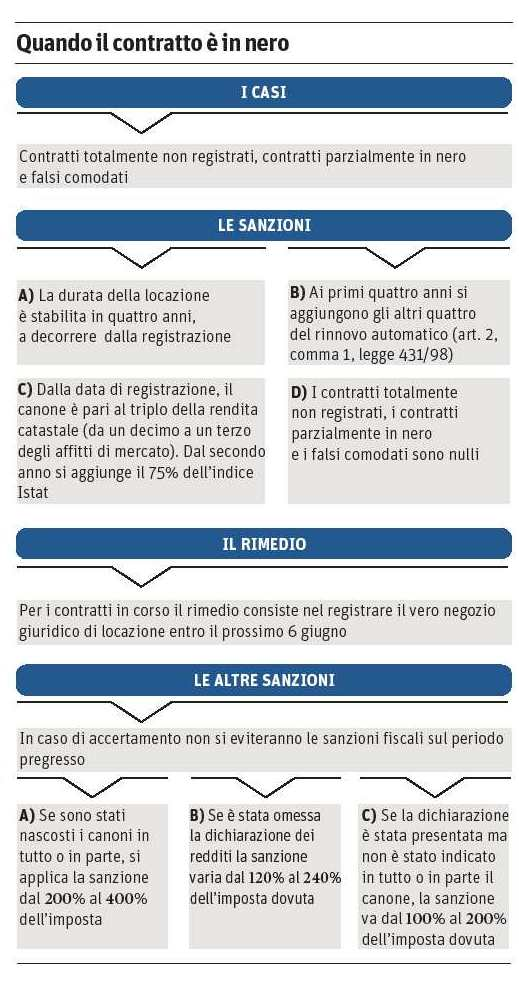 Quando il contratto è in nero
I CASI
Contratti totalmente non registrati, contratti parzialmente in nero
e falsi comodati
LE SANZIONI
A) La durata della locazione
è stabilita in quattro anni,
a decorrere dalla registrazione
B) Ai primi quattro anni si
aggiungono gli altri quattro
del rinnovo automatico (art. 2,
comma 1, legge 431/98)
C) Dalla data di registrazione, il
canone è pari al triplo della rendita
catastale (da un decimo a un terzo
degli affitti di mercato). Dal secondo
anno si aggiunge il 75% dell'indice
Istat
D) I contratti totalmente
non registrati, i contratti
parzialmente in nero
e i falsi comodati sono nulli
IL RIMEDIO
Per i contratti in corso il rimedio consiste nel registrare il vero negozio
giuridico di locazione entro il prossimo 6 giugno
LE ALTRE SANZIONI
In caso di accertamento non si eviteranno le sanzioni fiscali sul periodo
pregresso
A) Se sono stati
nascosti i canoni in
tutto o in parte, si
applica la sanzione
dal 200% al 400%
dell'imposta
B) Se è stata omessa
la dichiarazione dei
redditi la sanzione
varia dal 120% al 240%
dell'imposta dovuta
C) Se la dichiarazione
è stata presentata ma
non è stato indicato
in tutto o in parte il
canone, la sanzione
va dal 100% al 200%
dell'imposta dovuta